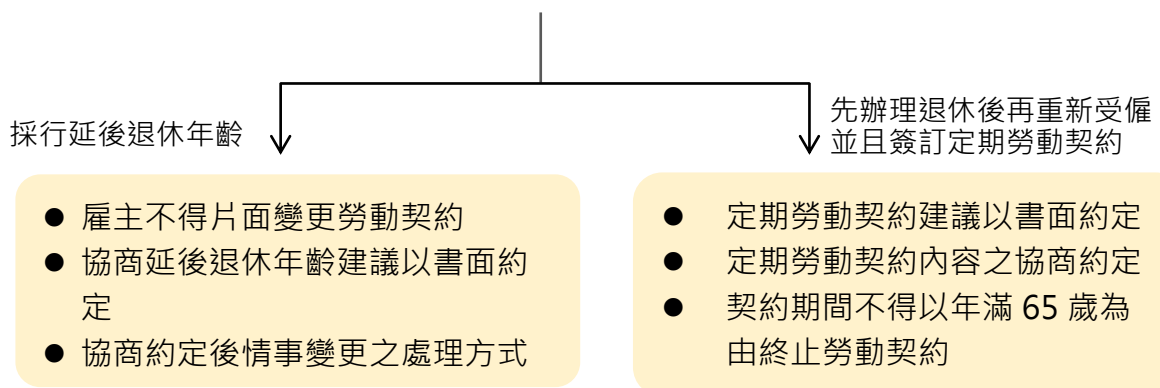 採行延後退休年齡
先辦理退休後再重新受僱
並且簽訂定期勞動契約
● 雇主不得片面變更勞動契約
● 協商延後退休年齡建議以書面約
定
● 協商約定後情事變更之處理方式
● 定期勞動契約建議以書面約定
● 定期勞動契約內容之協商約定
● 契約期間不得以年滿 65 歲為
由終止勞動契約